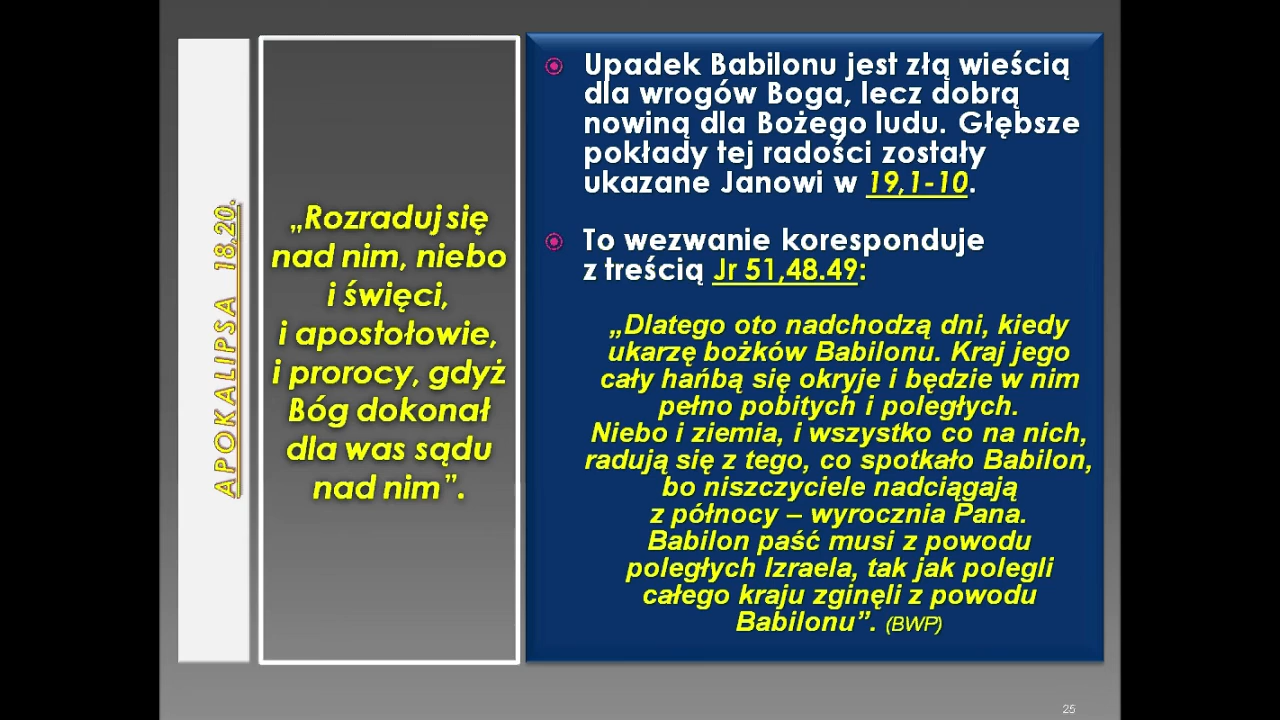 APOKALIPSA 18,20.
„Rozraduj się
nad nim, niebo
i święci,
i apostołowie,
i prorocy, gdyż
Bóg dokonał
dla was sądu
nad nim”.
Upadek Babilonu jest złą wieścią
dla wrogów Boga, lecz dobrą
nowiną dla Bożego ludu. Głębsze
pokłady tej radości zostały
ukazane Janowi w 19,1-10.
To wezwanie koresponduje
z treścią Jr 51,48.49:
„Dlatego oto nadchodzą dni, kiedy
ukarzę bożków Babilonu. Kraj jego
cały hańbą się okryje i będzie w nim
pełno pobitych i poległych.
Niebo i ziemia, i wszystko co na nich,
radują się z tego, co spotkało Babilon,
bo niszczyciele nadciągają
z północy – wyrocznia Pana.
Babilon paść musi z powodu
poległych Izraela, tak jak polegli
całego kraju zginęli z powodu
Babilonu”. (BWP)
25